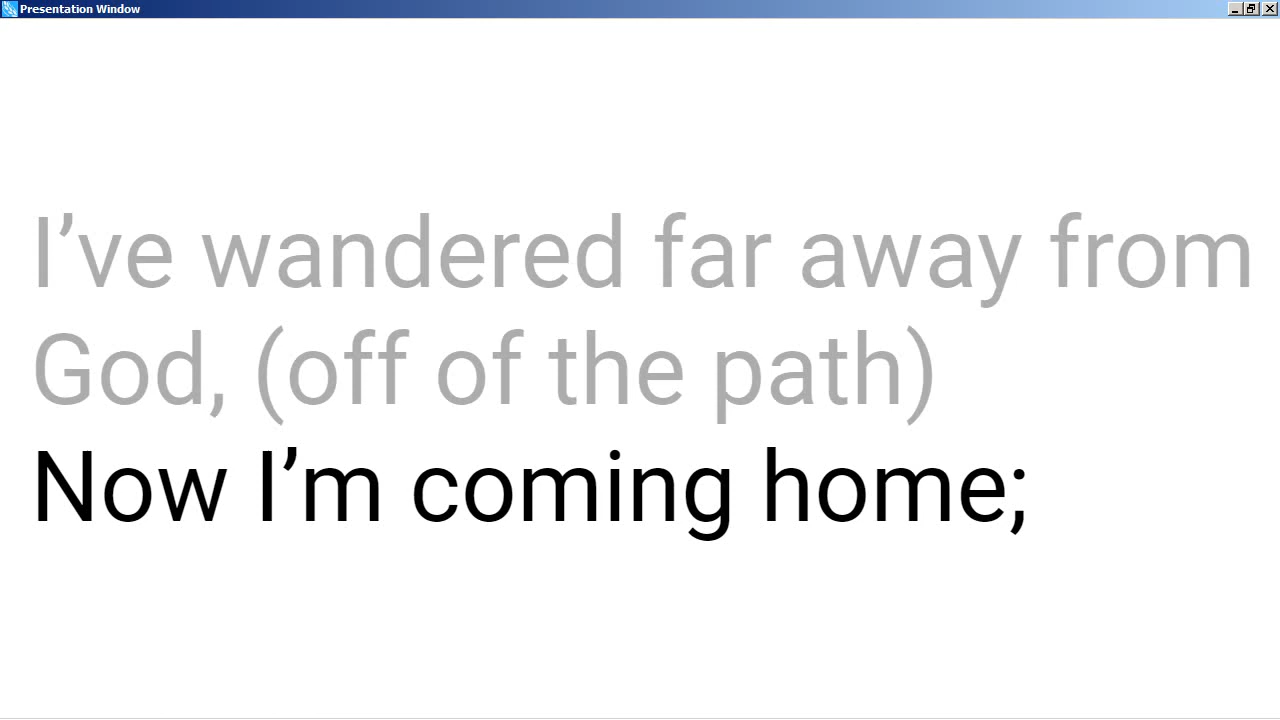 Presentation Window
I’ve wandered far away from
God, (off of the path)
Now I’m coming home;